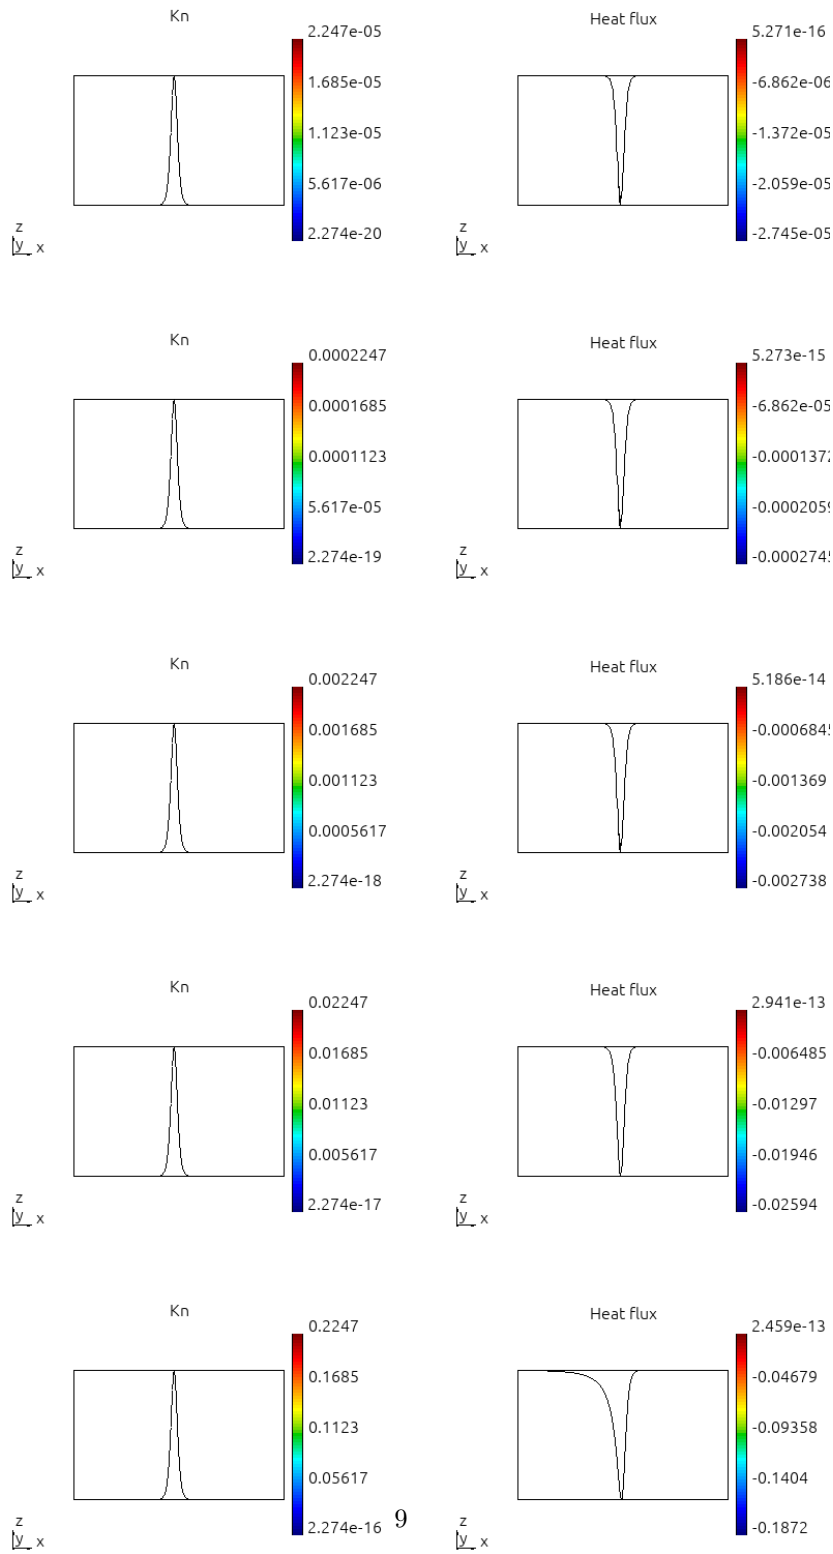 Kn
2.247e-05
1.685e-05
1.123e-05
5.617e-06
2.274e-20
z
y x
Heat flux
5.271e-16
-6.862e-06
-1.372e-05
-2.059e-05
-2.745e-05
z
y x
Kn
0.0002247
0.0001685
0.0001123
5.617e-05
2.274e-19
z
y x
Heat flux
5.273e-15
-6.862e-05
-0.0001372
-0.0002059
-0.0002745
z
y x
Kn
0.002247
0.001685
0.001123
0.0005617
2.274e-18
z
y x
Heat flux
5.186e-14
-0.0006845
-0.001369
-0.002054
-0.002738
z
y x
Kn
0.02247
0.01685
0.01123
0.005617
2.274e-17
z
y x
Heat flux
2.941e-13
-0.006485
-0.01297
-0.01946
-0.02594
z
y x
Kn
0.2247
0.1685
0.1123
0.05617
2.274e-16
z
y x
Heat flux
2.459e-13
-0.04679
-0.09358
-0.1404
-0.1872
z
y x
9